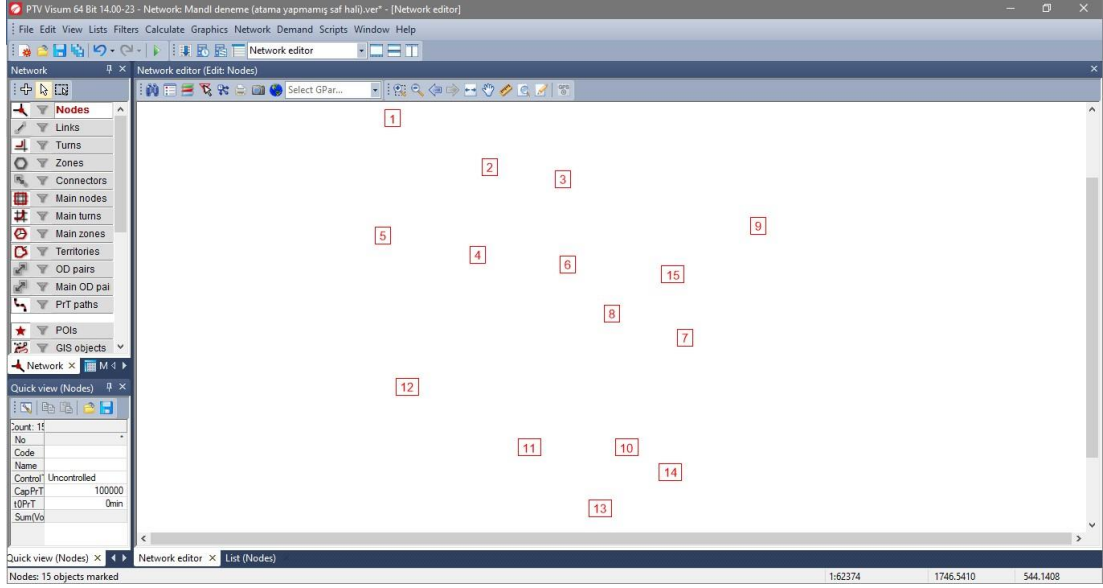 PTV Visum 64 Bit 14.00-23 - Network: Mandl deneme (atama yapmamış saf hali).ver* - [Network editor]
File Edit View Lists Filters Calculate Graphics Network Demand Scripts Window Help
Network editor
Network
Network editor (Edit: Nodes)
Select GPar...
Nodes
Links
Turns
Zones
Connectors
Main nodes
Main turns
Main zones
Territories
OD pairs
Main OD pai
PrT paths
POIs
GIS objects
Network
M
Quick view (Nodes)
Count: 15
No *
Code
Name
Control Uncontrolled
CapPrT 100000
t0PrT 0min
Sum(Vo
1
2
3
9
5
4
6
15
8
7
12
11
10
14
13
Quick view (Nodes)
Network editor
List (Nodes)
Nodes: 15 objects marked
1:62374
1746.5410
544.1408